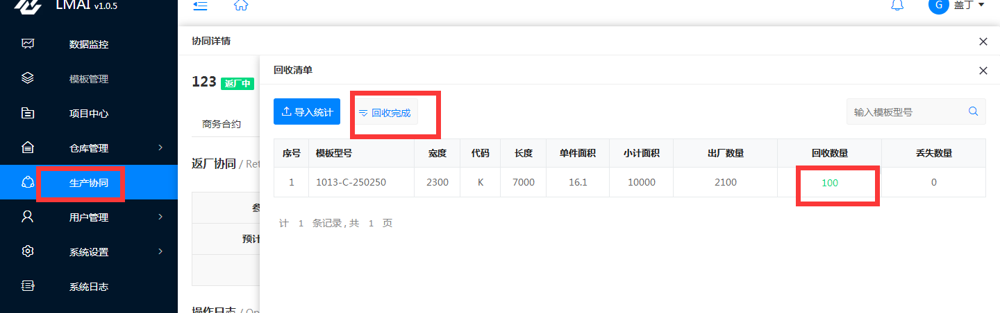 LMAI v1.0.5
G 盖丁
数据监控
模板管理
项目中心
仓库管理
生产协同
用户管理
系统设置
系统日志
协同详情
123 返厂中
商务合约
返厂协同 / Ret
参
预计
操作日志 / Op
回收清单
导入统计 回收完成 输入模板型号
序号 模板型号 宽度 代码 长度 单件面积 小计面积 出厂数量 回收数量 丢失数量
1 1013-C-250250 2300 K 7000 16.1 10000 2100 100 0
计 1 条记录 , 共 1 页